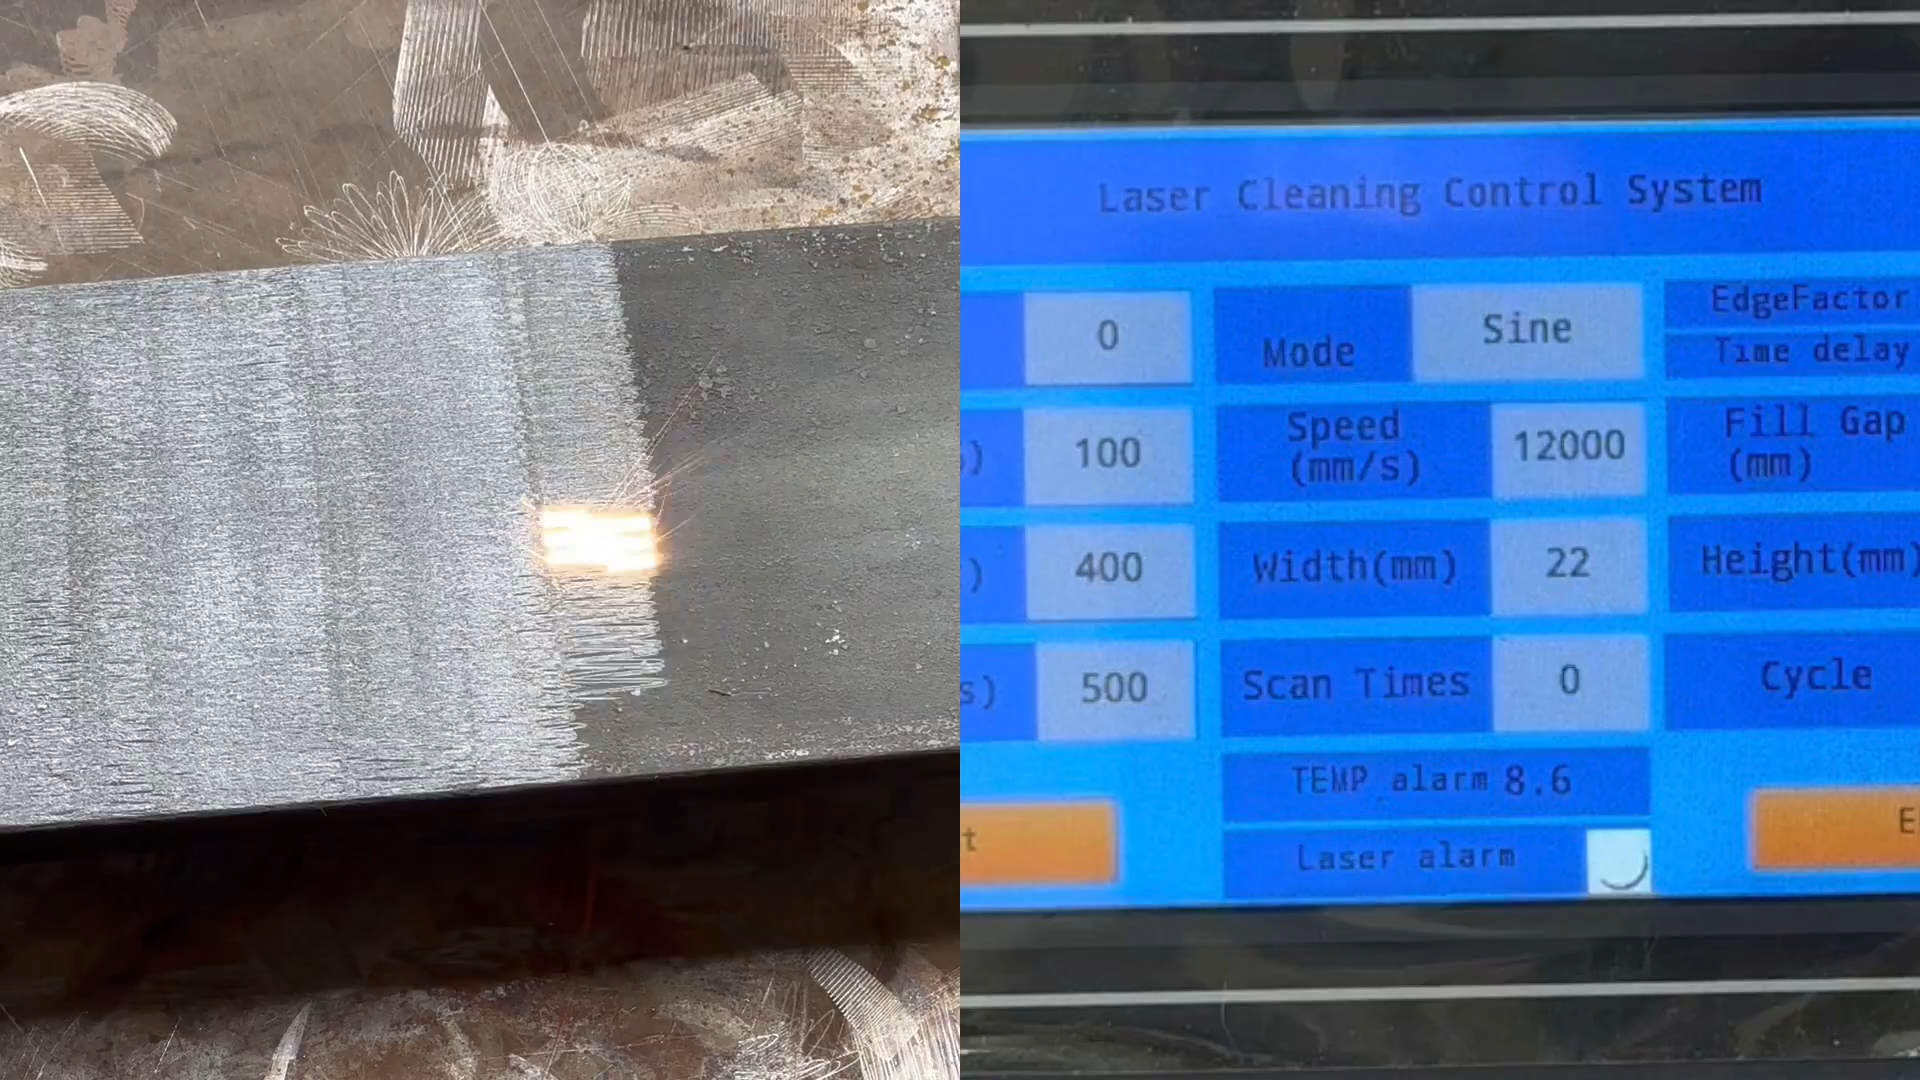 Laser Cleaning Control System
0
Mode
Sine
EdgeFactor
Time delay
)
100
Speed
(mm/s)
12000
Fill Gap
(mm)
)
400
Width(mm)
22
Height(mm)
s)
500
Scan Times
0
Cycle
TEMP alarm 8.6
t
E
Laser alarm